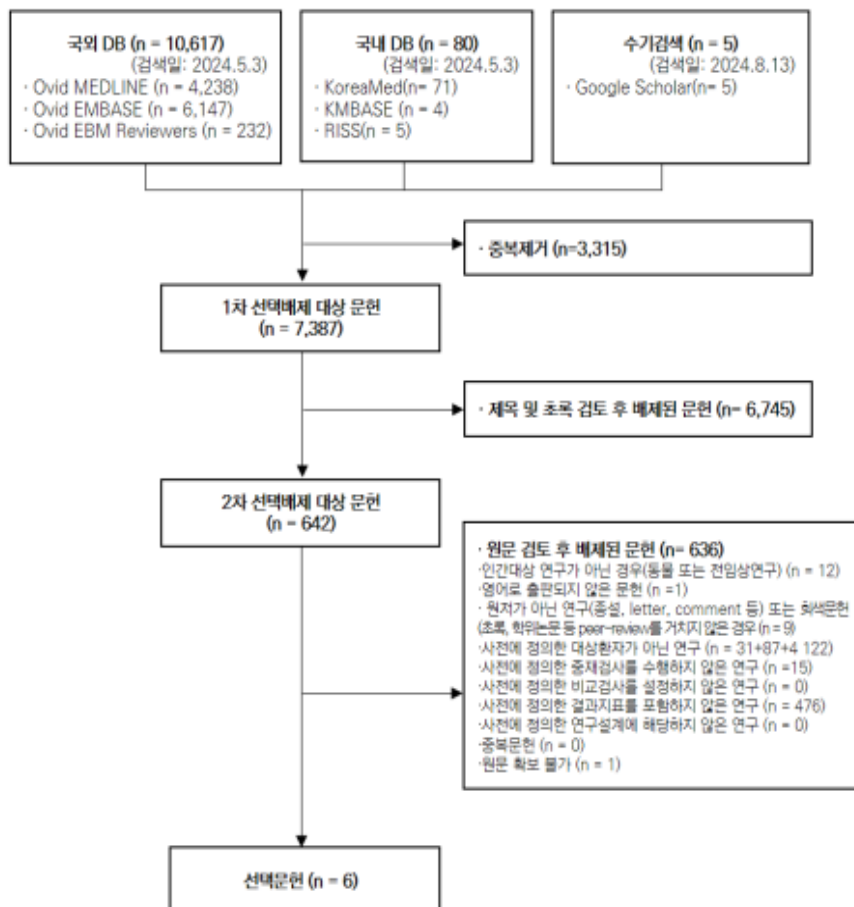 국외 DB (n = 10,617)
(검색일: 2024.5.3)
· Ovid MEDLINE (n = 4,238)
· Ovid EMBASE (n = 6,147)
· Ovid EBM Reviewers (n = 232)
국내 DB (n = 80)
(검색일: 2024.5.3)
· KoreaMed(n= 71)
· KMBASE (n = 4)
· RISS(n = 5)
수기검색 (n = 5)
(검색일: 2024.8.13)
· Google Scholar(n= 5)
· 중복제거 (n=3,315)
1차 선택배제 대상 문헌
(n = 7,387)
· 제목 및 초록 검토 후 배제된 문헌 (n= 6,745)
2차 선택배제 대상 문헌
(n = 642)
· 원문 검토 후 배제된 문헌 (n= 636)
·인간대상 연구가 아닌 경우(동물 또는 전임상연구) (n = 12)
·영어로 출판되지 않은 문헌 (n =1)
· 원저가 아닌 연구(종설, letter, comment 등) 또는 회색문헌
(초록, 학위논문 등 peer-review를 거치지 않은 경우 (n = 9)
·사전에 정의한 대상환자가 아닌 연구 (n = 31+87+4 122)
·사전에 정의한 중재검사를 수행하지 않은 연구 (n =15)
·사전에 정의한 비교검사를 설정하지 않은 연구 (n = 0)
·사전에 정의한 결과지표를 포함하지 않은 연구 (n = 476)
·사전에 정의한 연구설계에 해당하지 않은 연구 (n = 0)
·중복문헌 (n = 0)
·원문 확보 불가 (n = 1)
선택문헌 (n = 6)